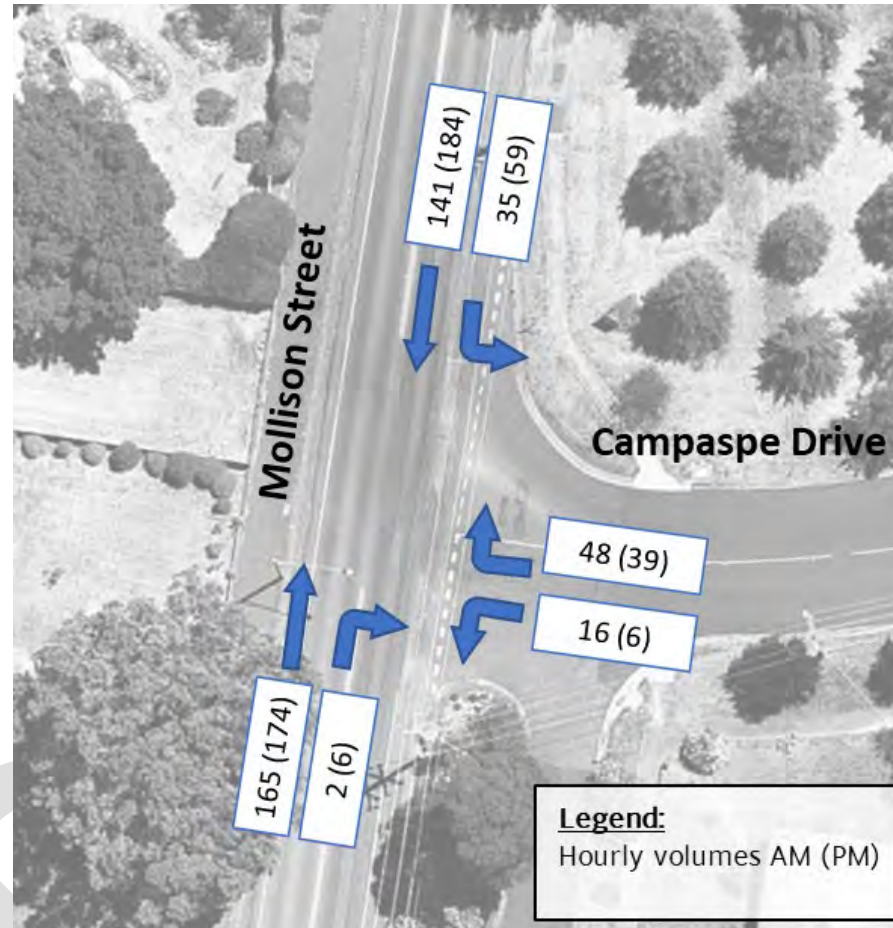 141 (184)
35 (59)
Mollison Street
Campaspe Drive
48 (39)
16 (6)
165 (174)
2 (6)
Legend:
Hourly volumes AM (PM)